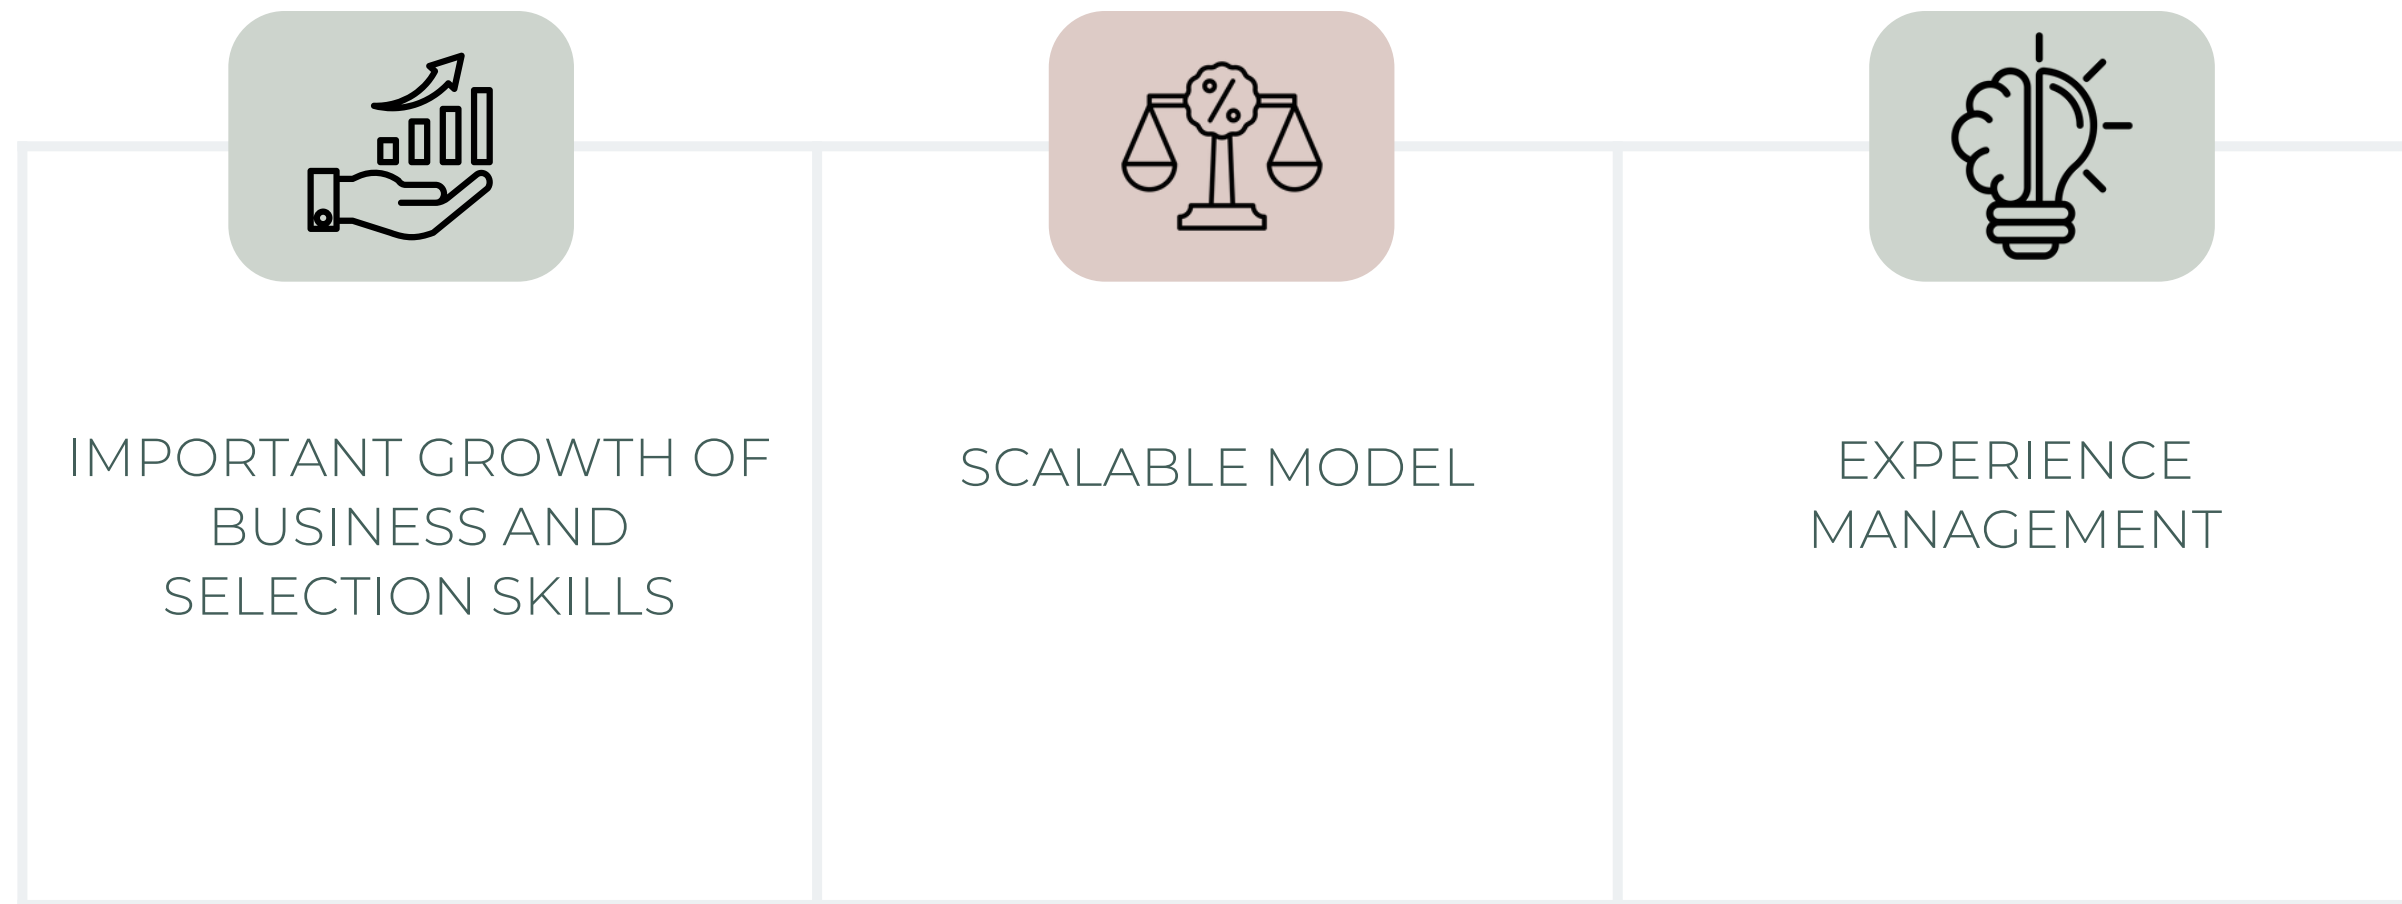 IMPORTANT GROWTH OF
BUSINESS AND
SELECTION SKILLS
SCALABLE MODEL
EXPERIENCE
MANAGEMENT